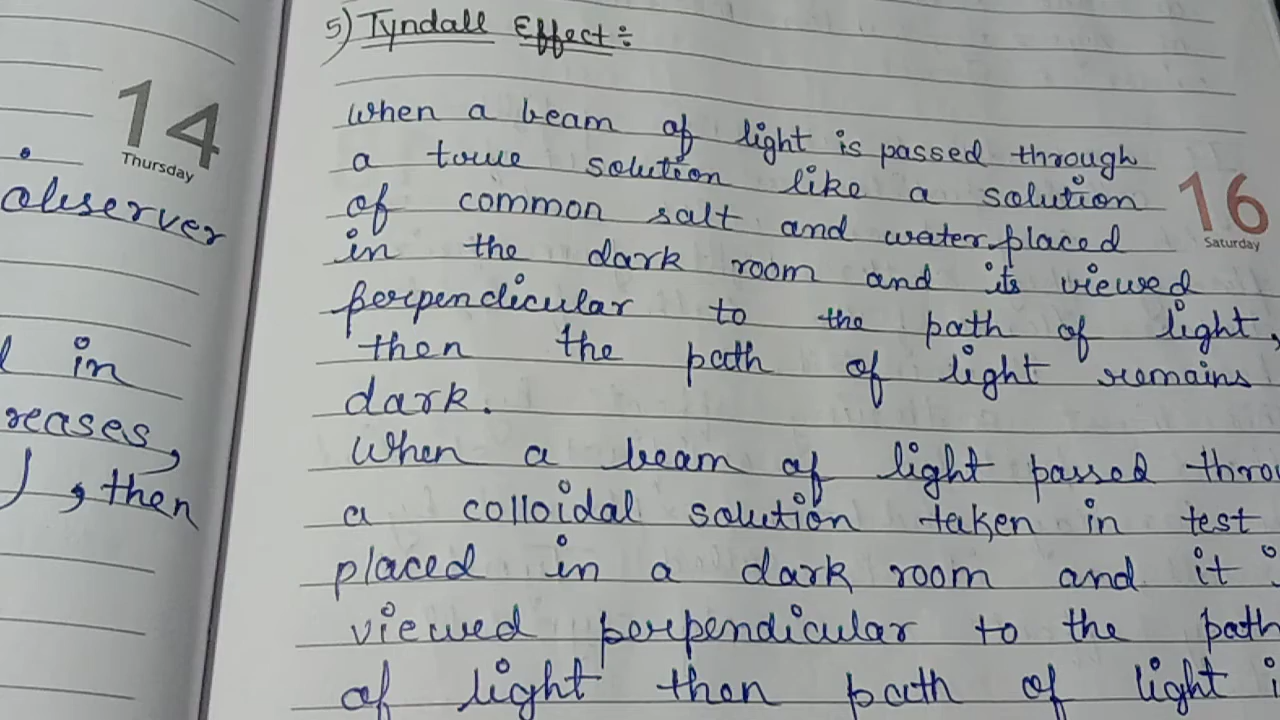 14
Thursday
observer
in
reases,
, then
5) Tyndall Effect÷
When a beam of light is passed through
a true solution like a solution
of common salt and water placed
in the dark room and its viewed
perpendicular to the path of light,
then the path of light remains
dark.
When a beam of light passed thro
a colloidal solution taken in test
placed in a dark room and it i
viewed perpendicular to the path
of light then path of light i
16
Saturday